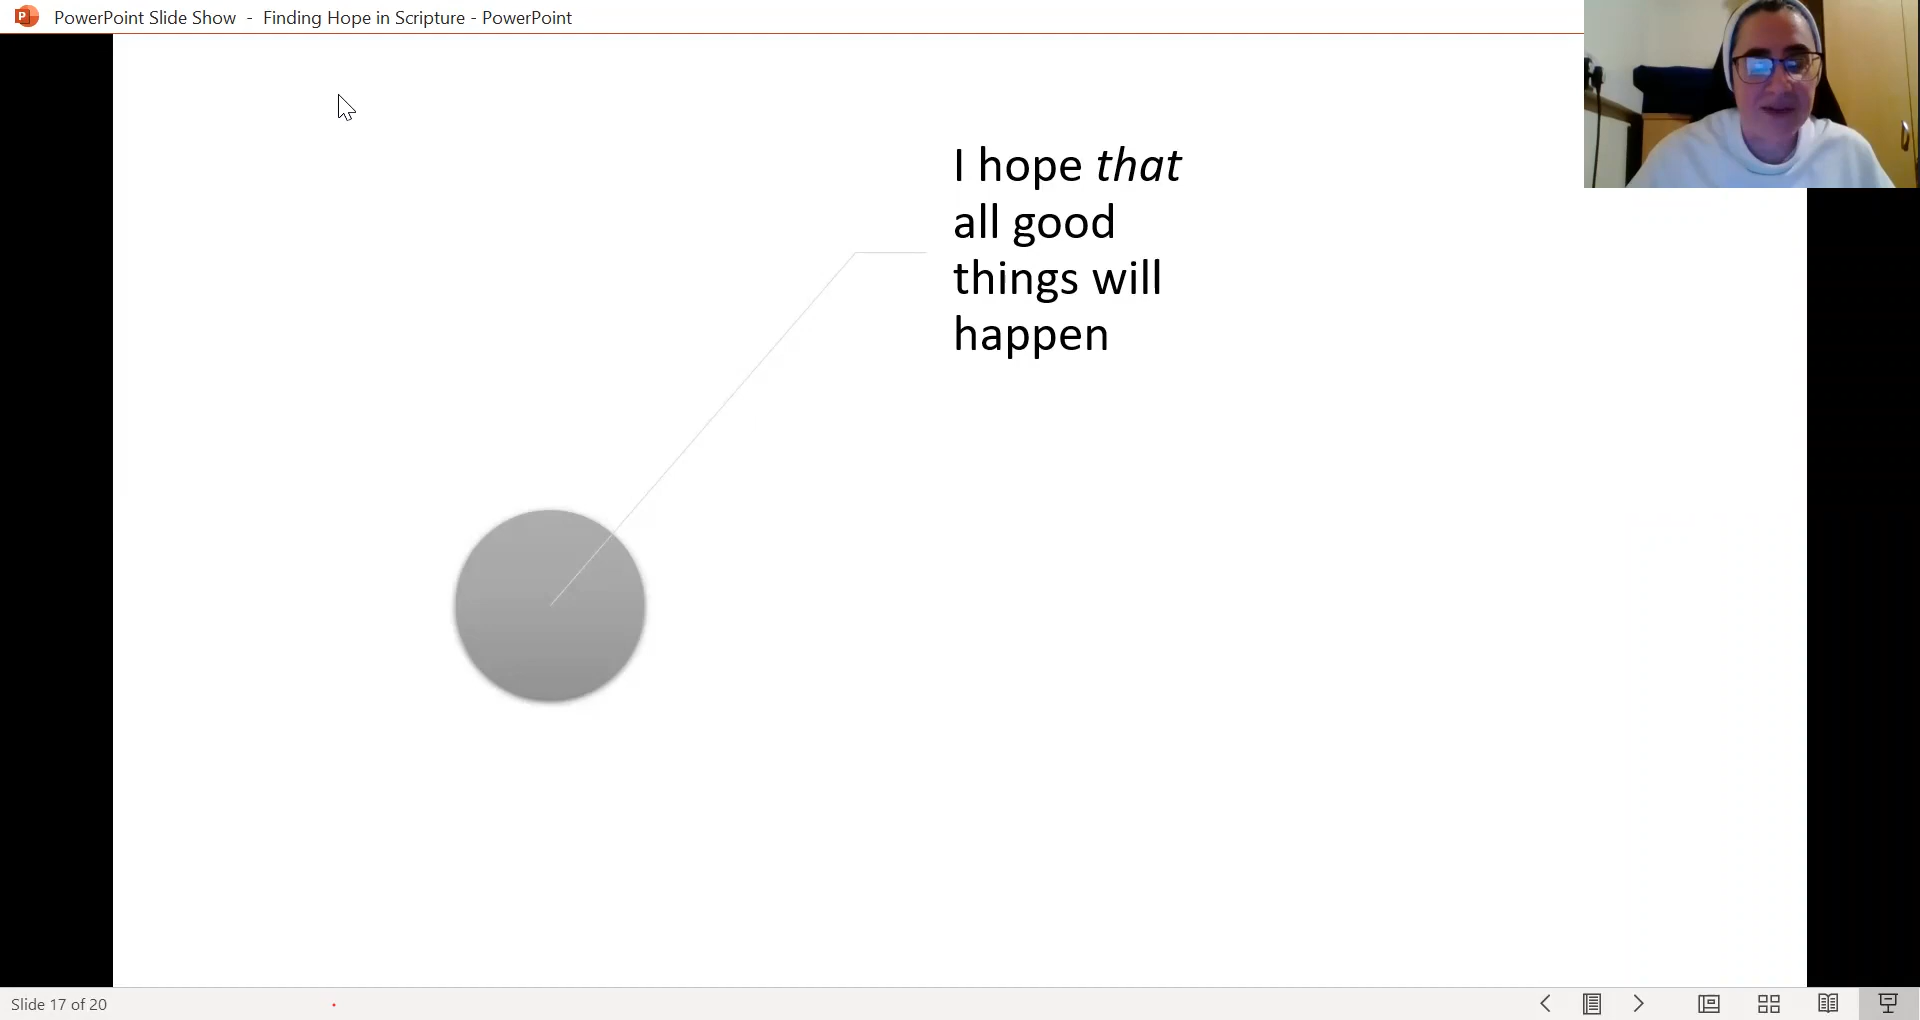 PowerPoint Slide Show - Finding Hope in Scripture - PowerPoint
I hope that
all good
things will
happen
Slide 17 of 20